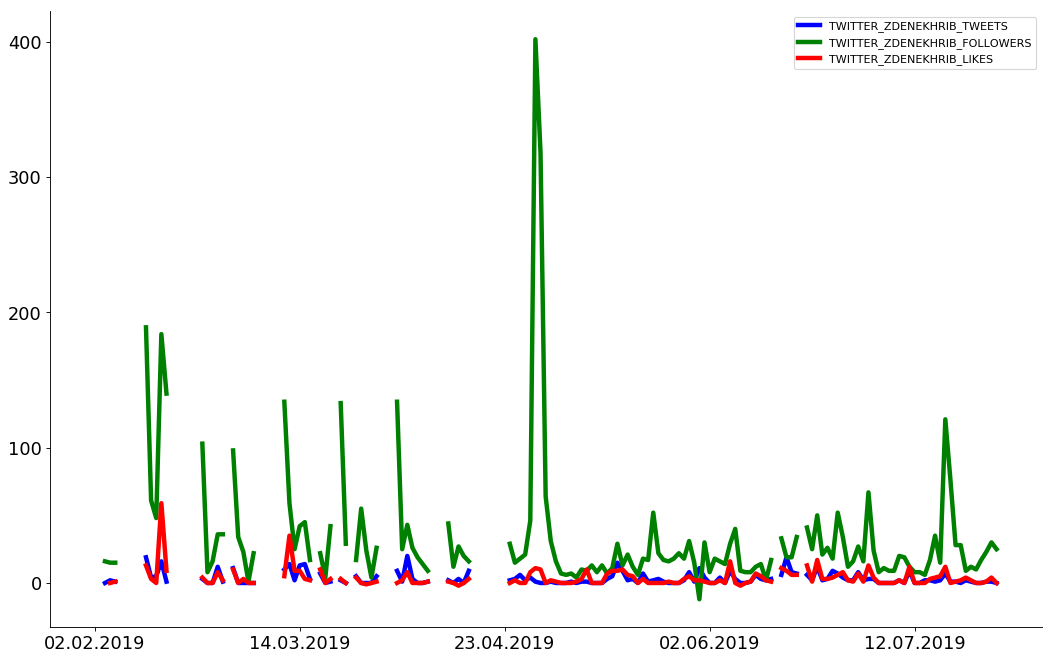 400
300
200
100
0
02.02.2019 14.03.2019 23.04.2019 02.06.2019 12.07.2019
TWITTER_ZDENEKHRIB_TWEETS
TWITTER_ZDENEKHRIB_FOLLOWERS
TWITTER_ZDENEKHRIB_LIKES